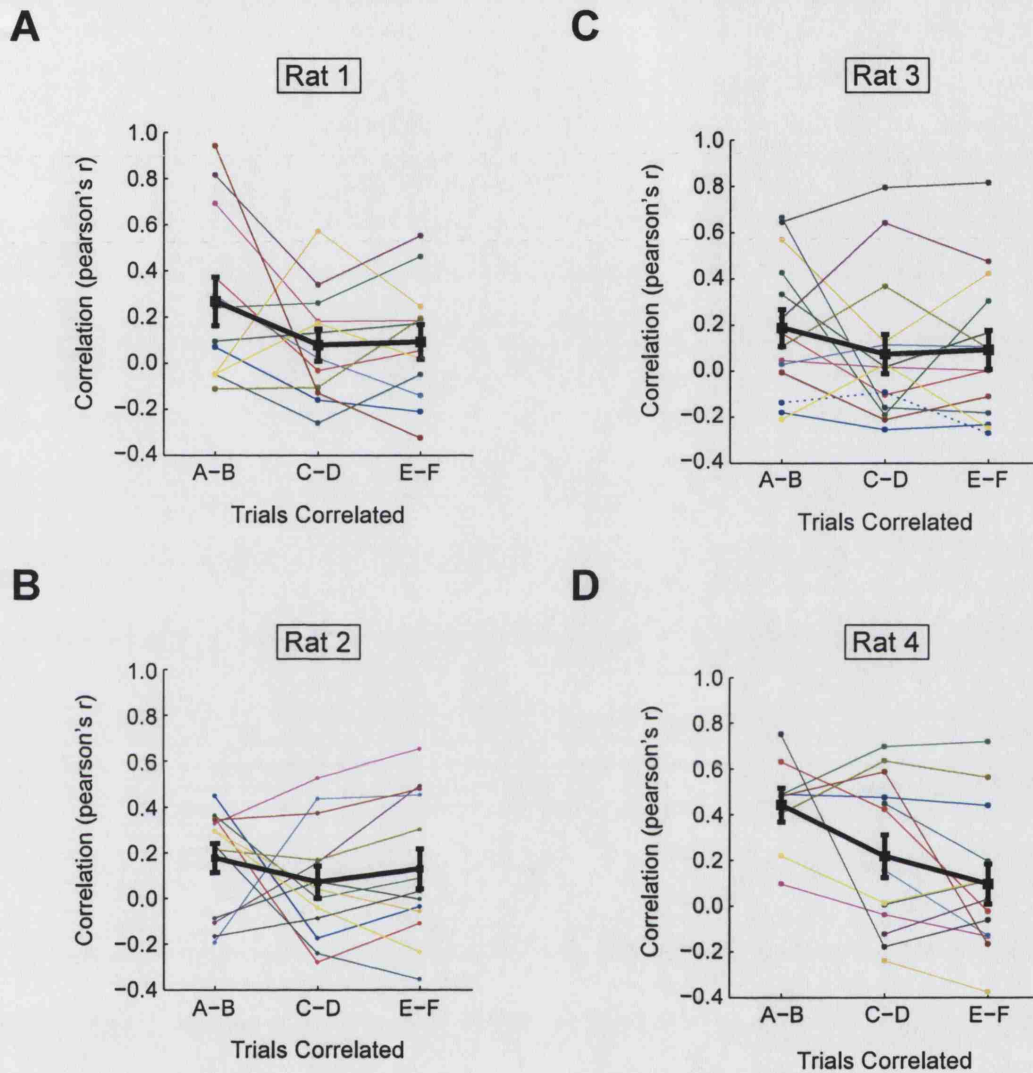 A
Rat 1
Correlation (pearson's r)
1.0
0.8
0.6
0.4
0.2
0.0
−0.2
−0.4
A−B
C−D
E−F
Trials Correlated
C
Rat 3
Correlation (pearson's r)
1.0
0.8
0.6
0.4
0.2
0.0
−0.2
−0.4
A−B
C−D
E−F
Trials Correlated
B
Rat 2
Correlation (pearson's r)
1.0
0.8
0.6
0.4
0.2
0.0
−0.2
−0.4
A−B
C−D
E−F
Trials Correlated
D
Rat 4
Correlation (pearson's r)
1.0
0.8
0.6
0.4
0.2
0.0
−0.2
−0.4
A−B
C−D
E−F
Trials Correlated